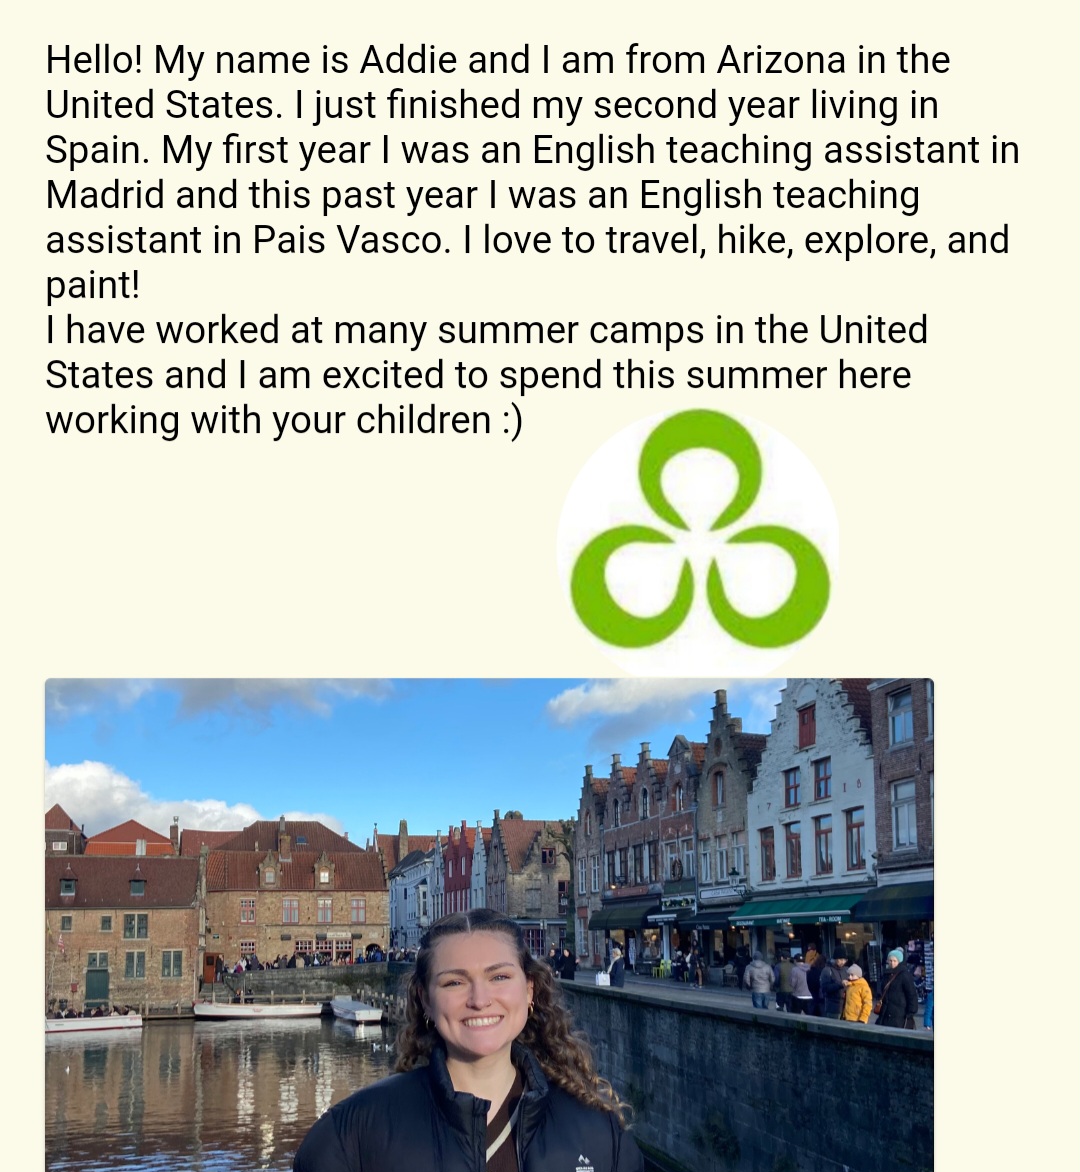 Hello! My name is Addie and I am from Arizona in the
United States. I just finished my second year living in
Spain. My first year I was an English teaching assistant in
Madrid and this past year I was an English teaching
assistant in Pais Vasco. I love to travel, hike, explore, and
paint!
I have worked at many summer camps in the United
States and I am excited to spend this summer here
working with your children :)
TEA-ROOM